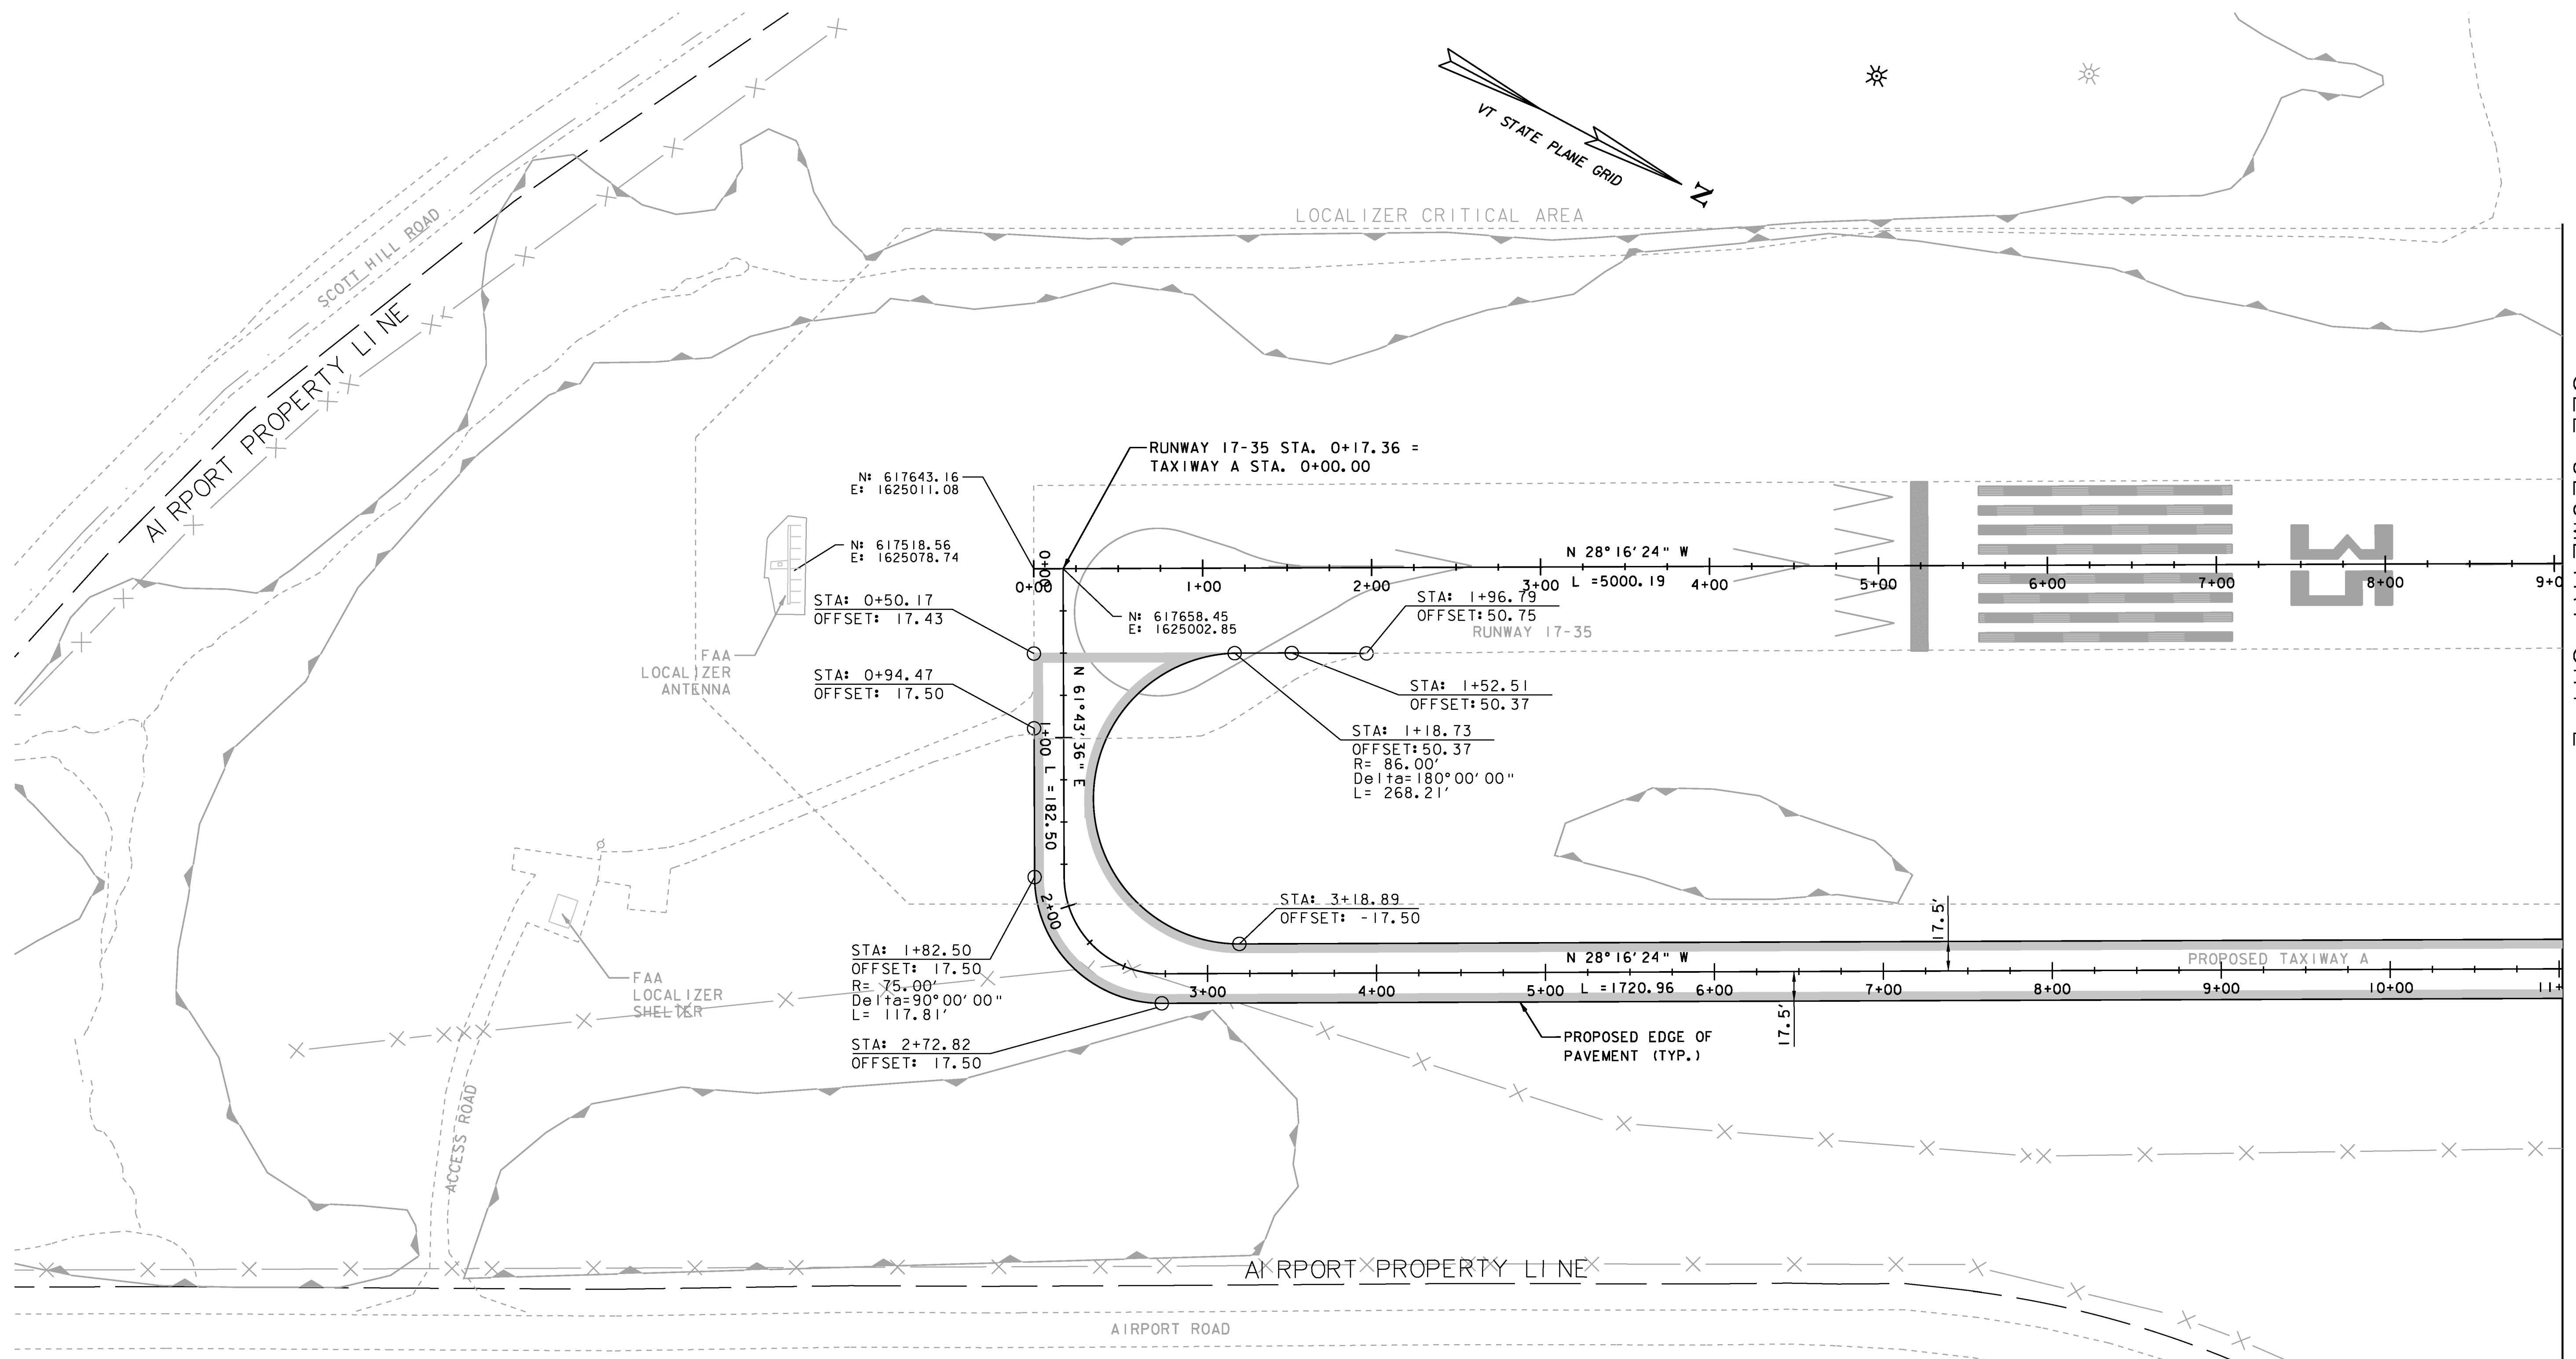 VT STATE PLANE GRID
N
LOCALIZER CRITICAL AREA
SCOTT HILL ROAD
AIRPORT PROPERTY LINE
RUNWAY 17-35 STA. 0+17.36 =
TAXIWAY A STA. 0+00.00
N: 617643.16
E: 1625011.08
N: 617518.56
E: 1625078.74
N 28°16'24" W
L =5000.19
0+00
0+00
1+00
2+00
3+00
4+00
5+00
6+00
7+00
8+00
35
STA: 0+50.17
OFFSET: 17.43
N: 617658.45
E: 1625002.85
STA: 1+96.79
OFFSET: 50.75
RUNWAY 17-35
FAA
LOCALIZER
ANTENNA
STA: 0+94.47
OFFSET: 17.50
STA: 1+52.51
OFFSET: 50.37
N 61°43'36" E
1+00
L =182.50
2+00
STA: 1+18.73
OFFSET: 50.37
R= 86.00'
Delta=180°00'00"
L= 268.21'
STA: 3+18.89
OFFSET: -17.50
17.5'
STA: 1+82.50
OFFSET: 17.50
R= 75.00'
Delta=90°00'00"
L= 117.81'
N 28°16'24" W
L =1720.96
PROPOSED TAXIWAY A
3+00
4+00
5+00
6+00
7+00
8+00
9+00
10+00
FAA
LOCALIZER
SHELTER
17.5'
STA: 2+72.82
OFFSET: 17.50
PROPOSED EDGE OF
PAVEMENT (TYP.)
ACCESS ROAD
AIRPORT PROPERTY LINE
AIRPORT ROAD